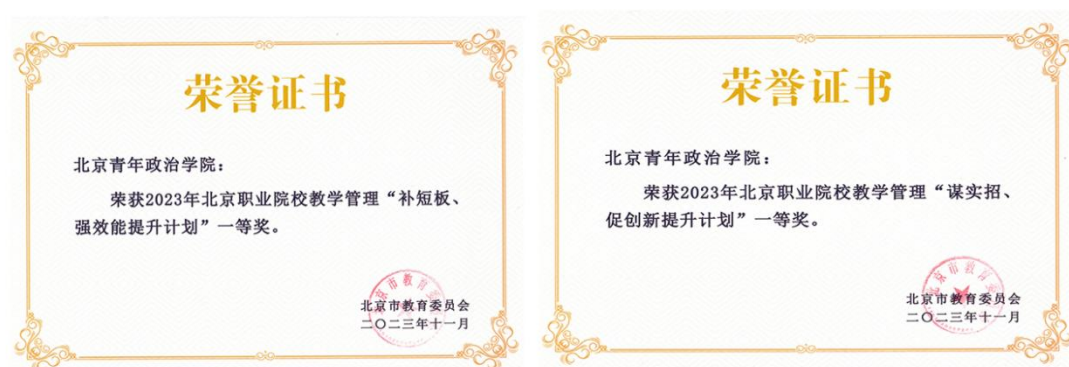 荣誉证书
北京青年政治学院：
荣获2023年北京职业院校教学管理“补短板、
强效能提升计划”一等奖。
北京市教育委员会
二〇二三年十一月
荣誉证书
北京青年政治学院：
荣获2023年北京职业院校教学管理“谋实招、
促创新提升计划”一等奖。
北京市教育委员会
二〇二三年十一月